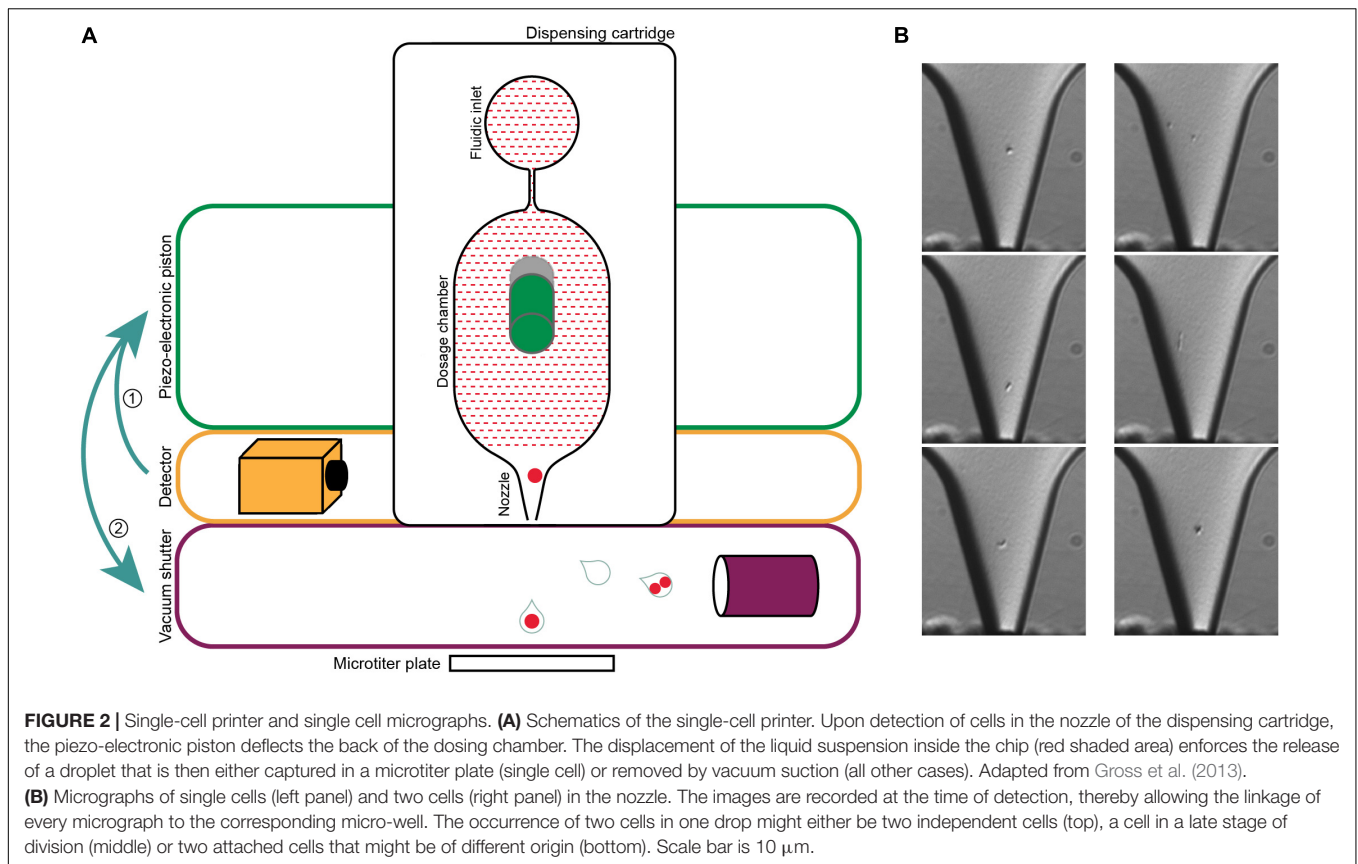 A
Dispensing cartridge
Fluidic inlet
Dosage chamber
Nozzle
Piezo-electronic piston
Detector
Vacuum shutter
1
2
Microtiter plate
B
FIGURE 2 | Single-cell printer and single cell micrographs. (A) Schematics of the single-cell printer. Upon detection of cells in the nozzle of the dispensing cartridge,
the piezo-electronic piston deflects the back of the dosing chamber. The displacement of the liquid suspension inside the chip (red shaded area) enforces the release
of a droplet that is then either captured in a microtiter plate (single cell) or removed by vacuum suction (all other cases). Adapted from Gross et al. (2013).
(B) Micrographs of single cells (left panel) and two cells (right panel) in the nozzle. The images are recorded at the time of detection, thereby allowing the linkage of
every micrograph to the corresponding micro-well. The occurrence of two cells in one drop might either be two independent cells (top), a cell in a late stage of
division (middle) or two attached cells that might be of different origin (bottom). Scale bar is 10 μm.